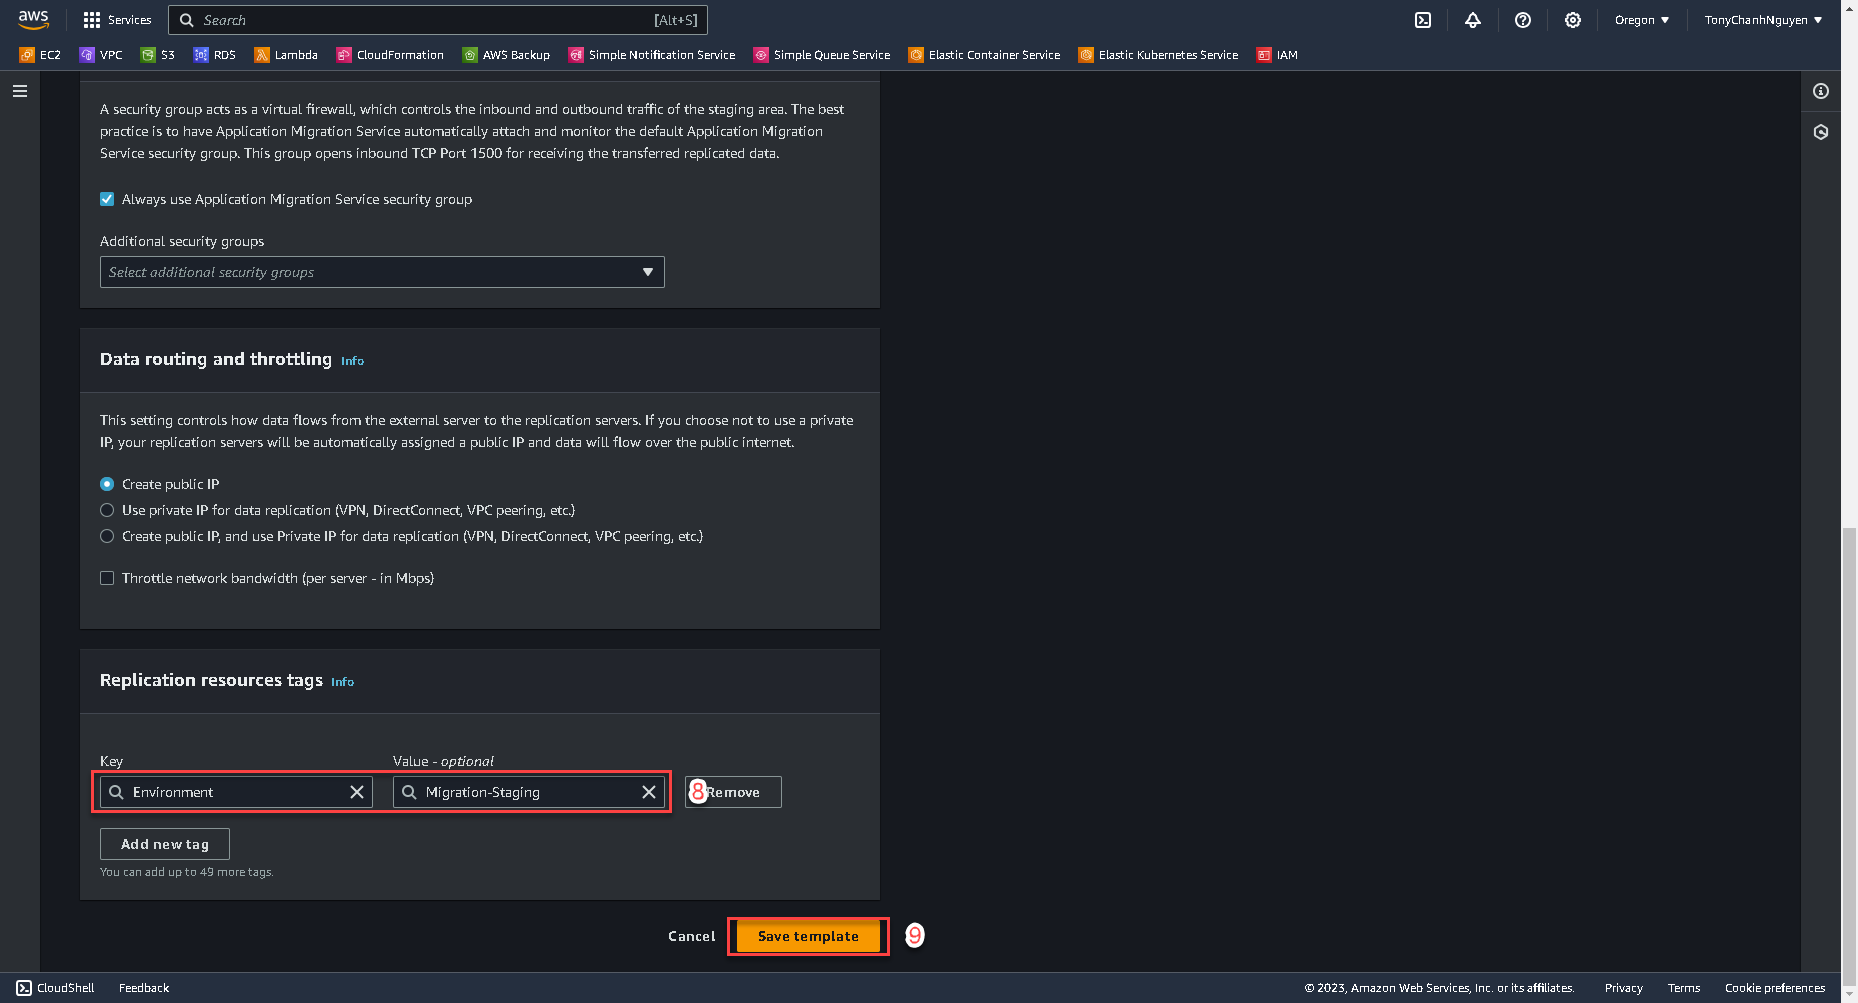 aws
Services
Search
[Alt+S]
Oregon ▼
TonyChanhNguyen ▼
EC2
VPC
S3
RDS
Lambda
CloudFormation
AWS Backup
Simple Notification Service
Simple Queue Service
Elastic Container Service
Elastic Kubernetes Service
IAM
A security group acts as a virtual firewall, which controls the inbound and outbound traffic of the staging area. The best
practice is to have Application Migration Service automatically attach and monitor the default Application Migration
Service security group. This group opens inbound TCP Port 1500 for receiving the transferred replicated data.
Always use Application Migration Service security group
Additional security groups
Select additional security groups
Data routing and throttling Info
This setting controls how data flows from the external server to the replication servers. If you choose not to use a private
IP, your replication servers will be automatically assigned a public IP and data will flow over the public internet.
Create public IP
Use private IP for data replication (VPN, DirectConnect, VPC peering, etc.)
Create public IP, and use Private IP for data replication (VPN, DirectConnect, VPC peering, etc.)
Throttle network bandwidth (per server - in Mbps)
Replication resources tags Info
Key
Value - optional
Environment
Migration-Staging
8
Remove
Add new tag
You can add up to 49 more tags.
Cancel
Save template
9
CloudShell
Feedback
© 2023, Amazon Web Services, Inc. or its affiliates.
Privacy
Terms
Cookie preferences